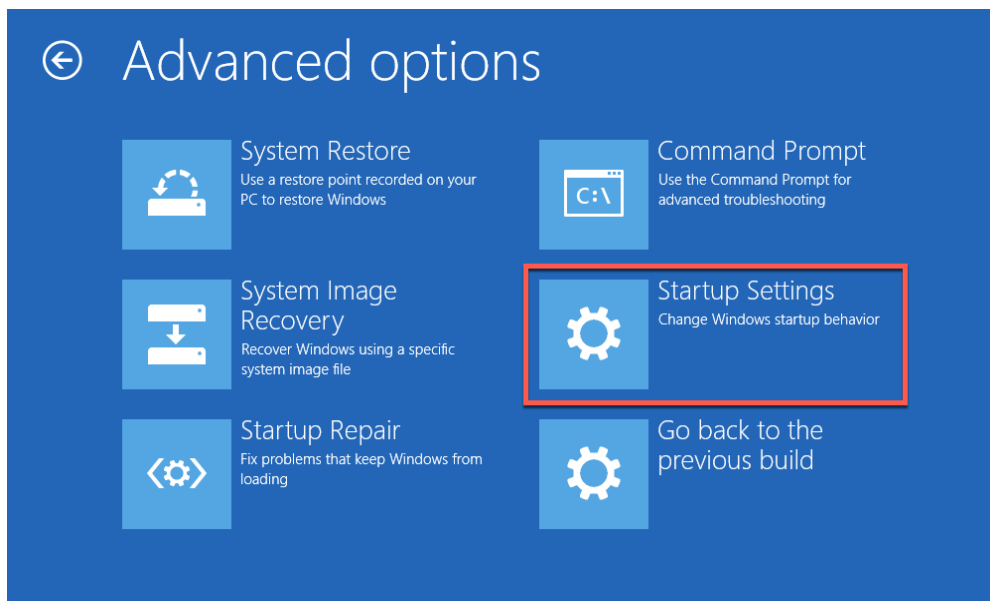 Advanced options
System Restore
Use a restore point recorded on your
PC to restore Windows
System Image
Recovery
Recover Windows using a specific
system image file
Startup Repair
Fix problems that keep Windows from
loading
Command Prompt
Use the Command Prompt for
advanced troubleshooting
C:\
Startup Settings
Change Windows startup behavior
Go back to the
previous build